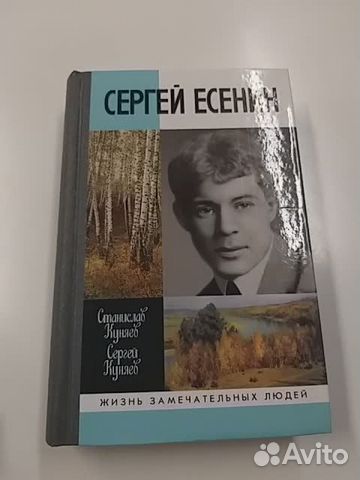 СЕРГЕЙ ЕСЕНИН
Станислав
Куняев
Сергей
Куняев
ЖИЗНЬ ЗАМЕЧАТЕЛЬНЫХ ЛЮДЕЙ
Avito